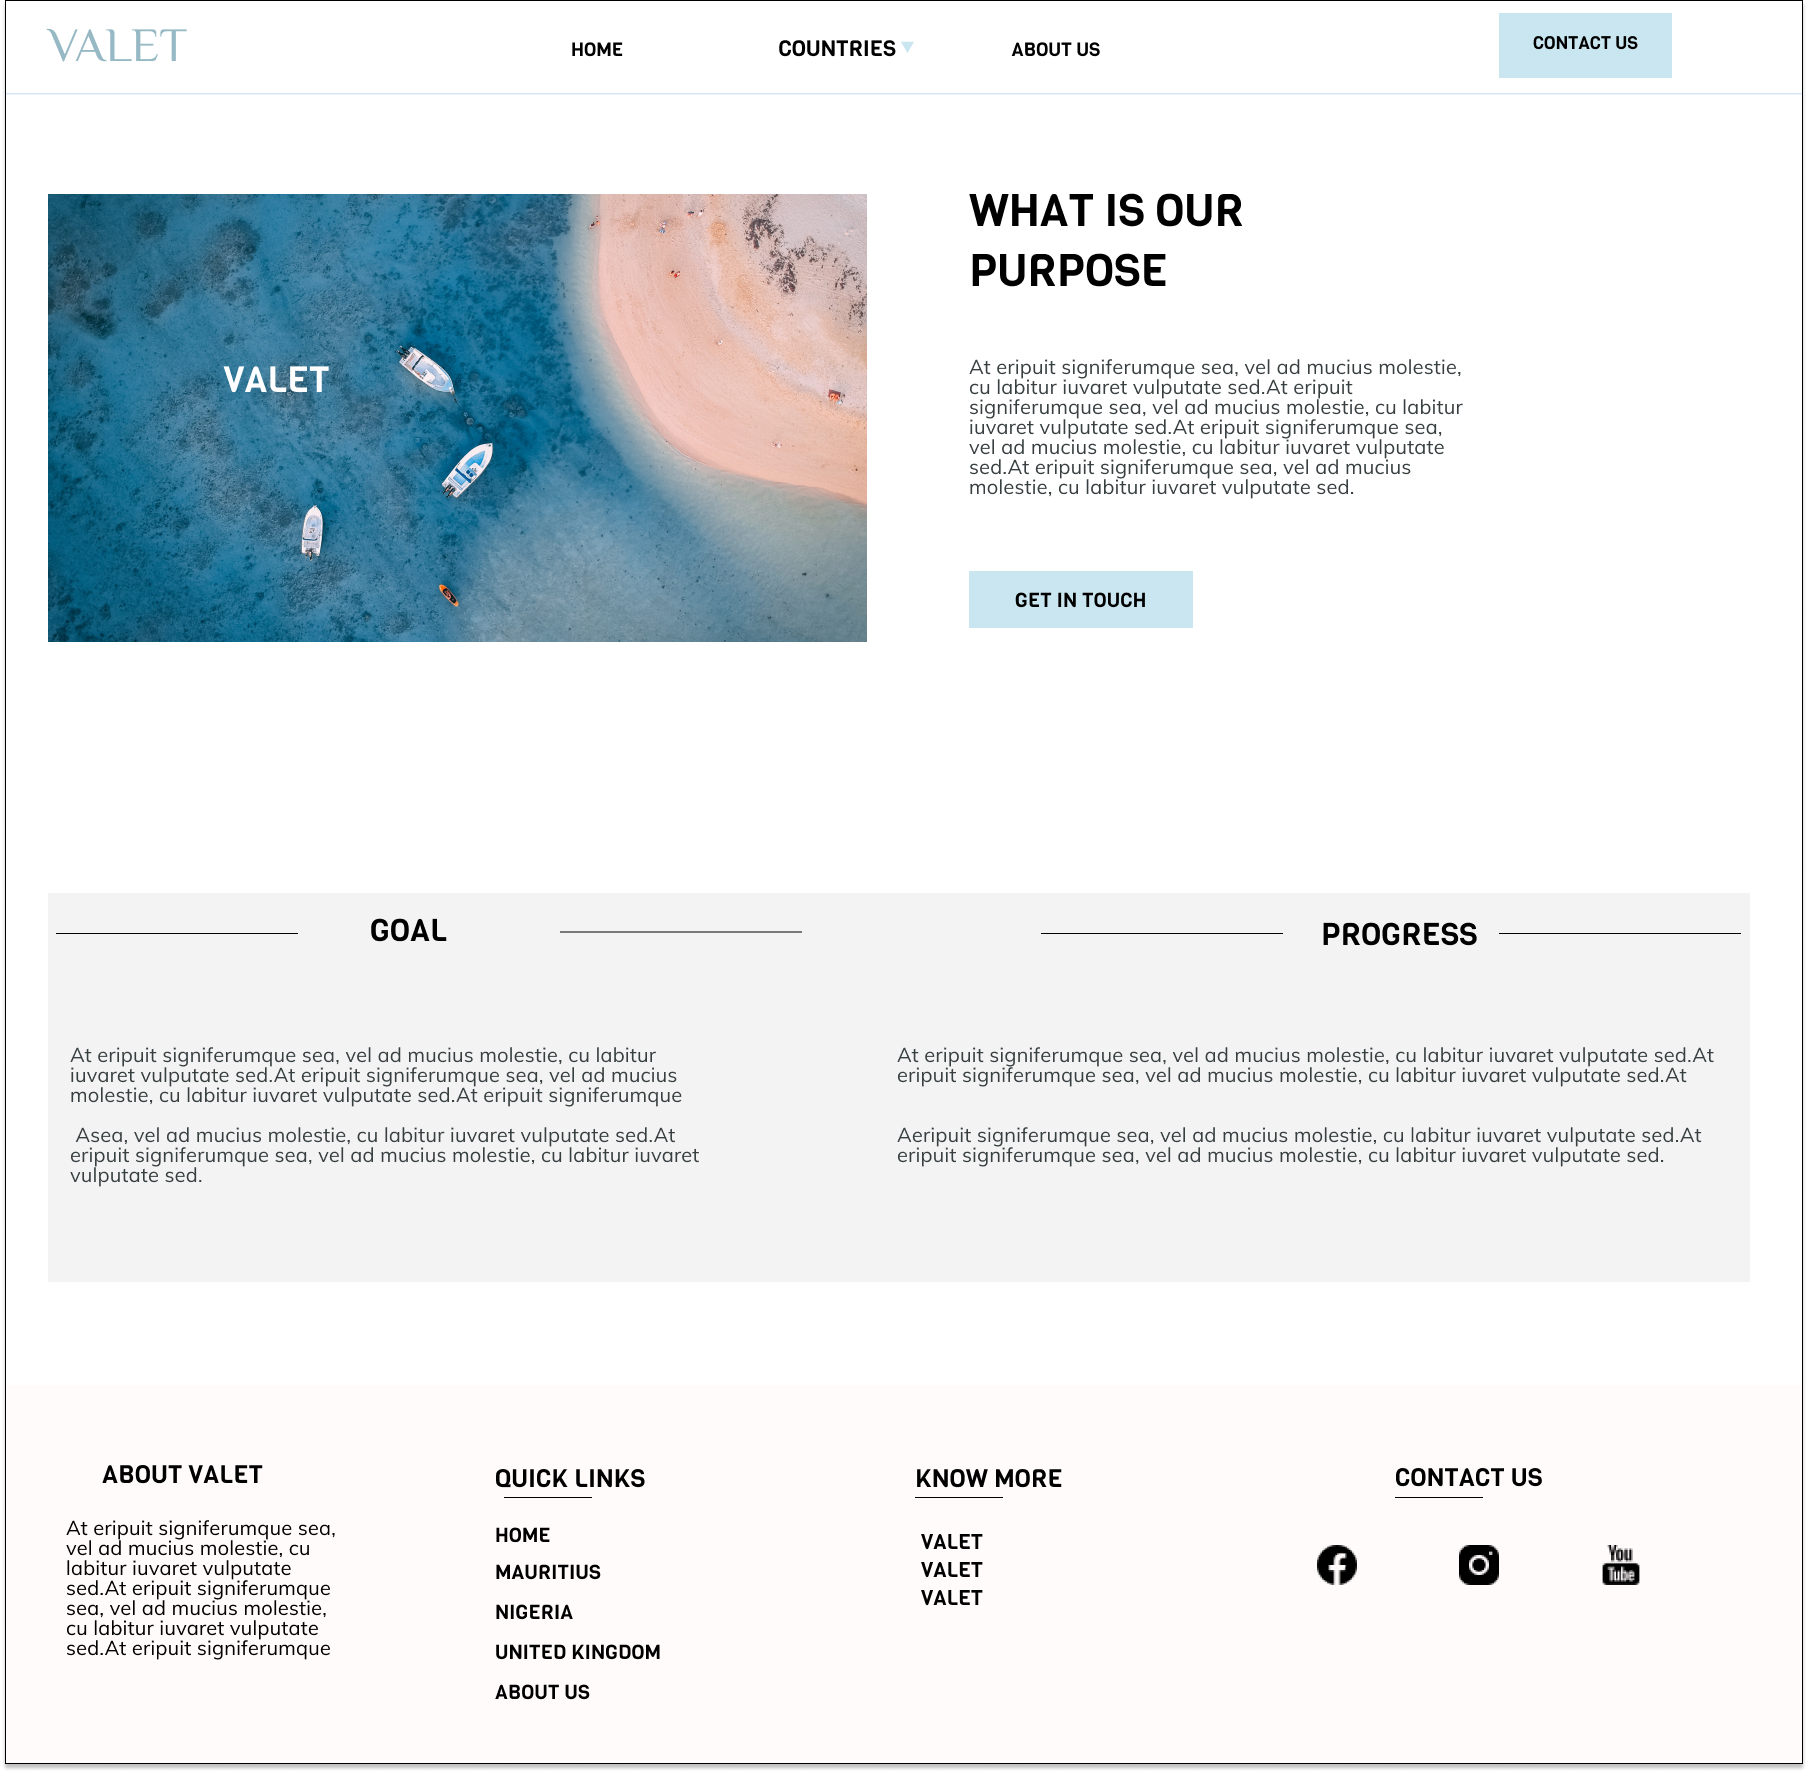 VALET
HOME
COUNTRIES
ABOUT US
CONTACT US
VALET
WHAT IS OUR
PURPOSE
At eripuit signiferumque sea, vel ad mucius molestie,
cu labitur iuvaret vulputate sed.At eripuit
signiferumque sea, vel ad mucius molestie, cu labitur
iuvaret vulputate sed.At eripuit signiferumque sea,
vel ad mucius molestie, cu labitur iuvaret vulputate
sed.At eripuit signiferumque sea, vel ad mucius
molestie, cu labitur iuvaret vulputate sed.
GET IN TOUCH
GOAL
At eripuit signiferumque sea, vel ad mucius molestie, cu labitur
iuvaret vulputate sed.At eripuit signiferumque sea, vel ad mucius
molestie, cu labitur iuvaret vulputate sed.At eripuit signiferumque
Asea, vel ad mucius molestie, cu labitur iuvaret vulputate sed.At
eripuit signiferumque sea, vel ad mucius molestie, cu labitur iuvaret
vulputate sed.
PROGRESS
At eripuit signiferumque sea, vel ad mucius molestie, cu labitur iuvaret vulputate sed.At
eripuit signiferumque sea, vel ad mucius molestie, cu labitur iuvaret vulputate sed.At
Aeripuit signiferumque sea, vel ad mucius molestie, cu labitur iuvaret vulputate sed.At
eripuit signiferumque sea, vel ad mucius molestie, cu labitur iuvaret vulputate sed.
ABOUT VALET
At eripuit signiferumque sea,
vel ad mucius molestie, cu
labitur iuvaret vulputate
sed.At eripuit signiferumque
sea, vel ad mucius molestie,
cu labitur iuvaret vulputate
sed.At eripuit signiferumque
QUICK LINKS
HOME
MAURITIUS
NIGERIA
UNITED KINGDOM
ABOUT US
KNOW MORE
VALET
VALET
VALET
CONTACT US
You
Tube